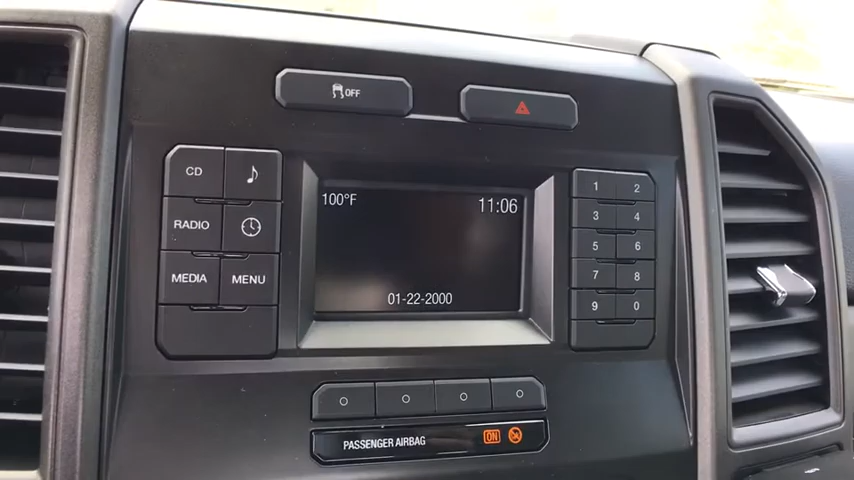 OFF
CD
RADIO
MEDIA MENU
100°F 11:06
01-22-2000
1 2
3 4
5 6
7 8
9 0
PASSENGER AIRBAG ON